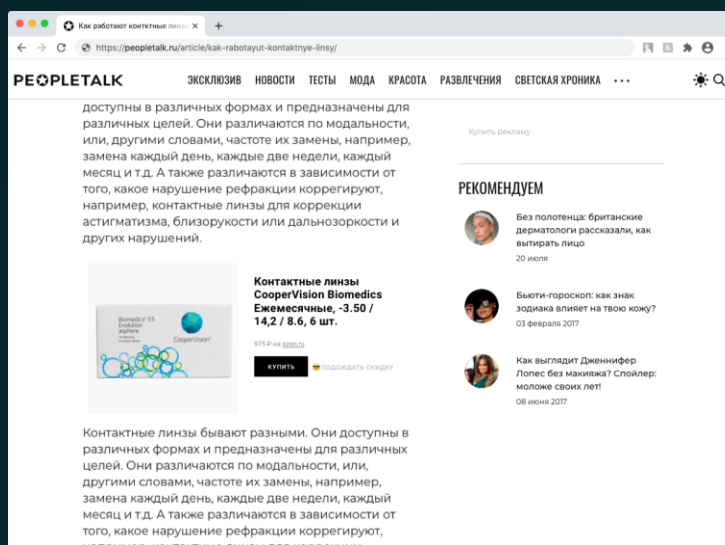 Как работают контктные линз
https://peopletalk.ru/article/kak-rabotayut-kontaktnye-linsy/
PEOPLETALK
ЭКСКЛЮЗИВ НОВОСТИ ТЕСТЫ МОДА КРАСОТА РАЗВЛЕЧЕНИЯ СВЕТСКАЯ ХРОНИКА
доступны в различных формах и предназначены для
различных целей. Они различаются по модальности,
или, другими словами, частоте их замены, например,
замена каждый день, каждые две недели, каждый
месяц и т.д. А также различаются в зависимости от
того, какое нарушение рефракции коррегируют,
например, контактные линзы для коррекции
астигматизма, близорукости или дальнозоркости и
других нарушений.
Biomedics 55
Evolution
asphere
CooperVision
Контактные линзы
CooperVision Biomedics
Ежемесячные, -3.50 /
14,2 / 8.6, 6 шт.
975 ₽ на ozon.ru
КУПИТЬ
ПОДЕЖДАТЬ СКИДКУ
Контактные линзы бывают разными. Они доступны в
различных формах и предназначены для различных
целей. Они различаются по модальности, или,
другими словами, частоте их замены, например,
замена каждый день, каждые две недели, каждый
месяц и т.д. А также различаются в зависимости от
того, какое нарушение рефракции коррегируют,
Купить рекламу
РЕКОМЕНДУЕМ
Без полотенца: британские
дерматологи рассказали, как
вытирать лицо
20 июля
Бьюти-гороскоп: как знак
зодиака влияет на твою кожу?
03 февраля 2017
Как выглядит Дженнифер
Лопес без макияжа? Спойлер:
моложе своих лет!
08 июня 2017